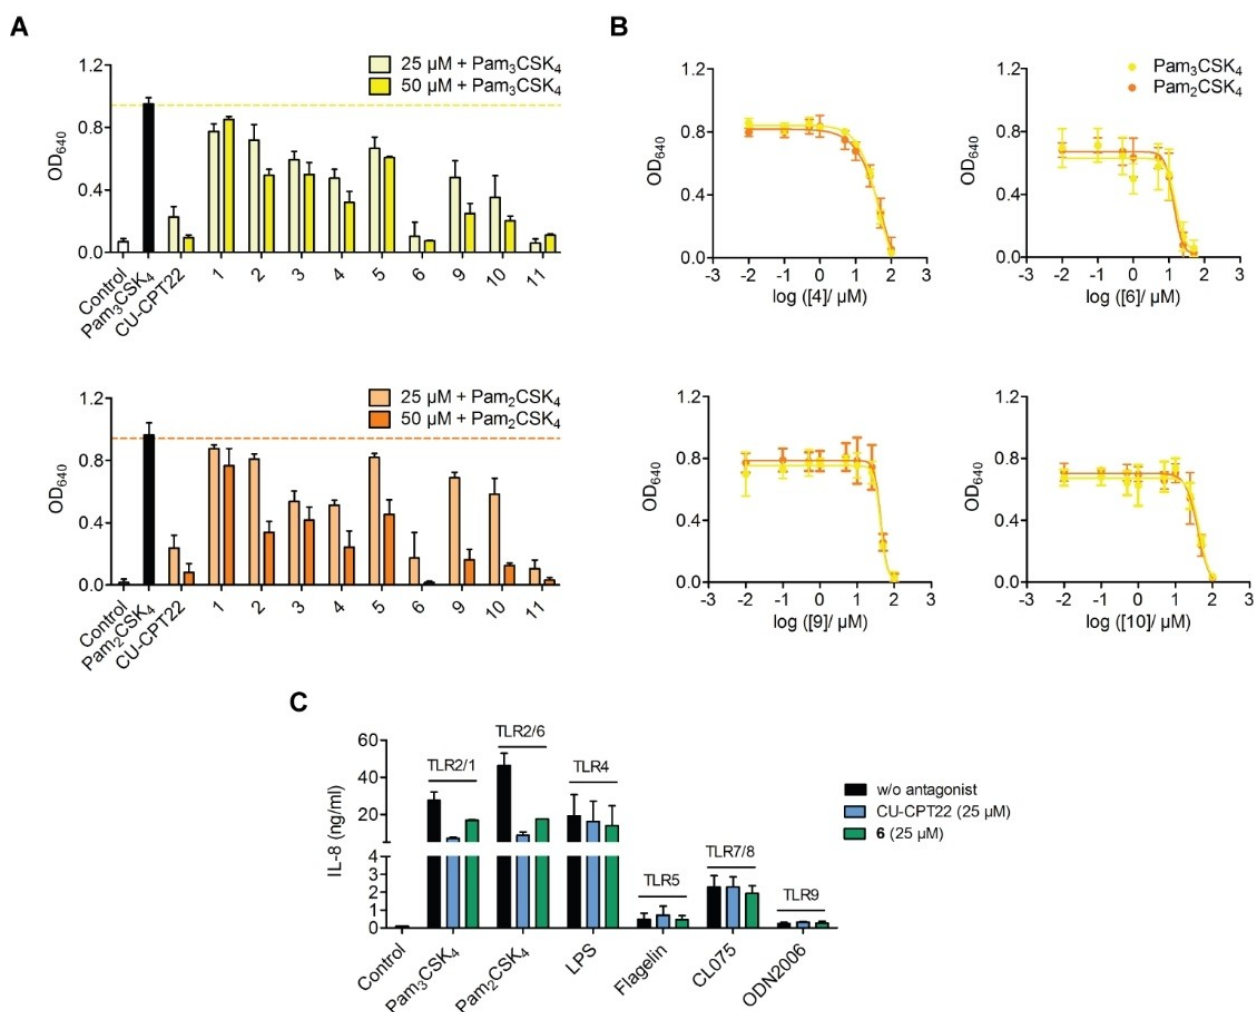 A
25 µM + Pam₃CSK₄
50 µM + Pam₃CSK₄
OD₆₄₀
1.2
0.8
0.4
0.0
Control
Pam₃CSK₄
CU-CPT22
1 2 3 4 5 6 9 10 11
25 µM + Pam₂CSK₄
50 µM + Pam₂CSK₄
OD₆₄₀
1.2
0.8
0.4
0.0
Control
Pam₂CSK₄
CU-CPT22
1 2 3 4 5 6 9 10 11
B
Pam₃CSK₄
Pam₂CSK₄
OD₆₄₀
1.2
0.8
0.4
0.0
-3 -2 -1 0 1 2 3
log ([4]/ µM)
OD₆₄₀
1.2
0.8
0.4
0.0
-3 -2 -1 0 1 2 3
log ([6]/ µM)
OD₆₄₀
1.2
0.8
0.4
0.0
-3 -2 -1 0 1 2 3
log ([9]/ µM)
OD₆₄₀
1.2
0.8
0.4
0.0
-3 -2 -1 0 1 2 3
log ([10]/ µM)
C
IL-8 (ng/ml)
60
40
20
4
3
2
1
0
TLR2/1
TLR2/6
TLR4
TLR5
TLR7/8
TLR9
w/o antagonist
CU-CPT22 (25 µM)
6 (25 µM)
Control
Pam₃CSK₄
Pam₂CSK₄
LPS
Flagelin
CL075
ODN2006